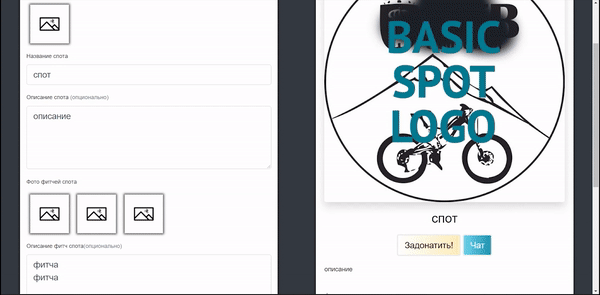 Название спота
спот
Описание спота (опционально)
описание
Фото фитчей спота
Описание фитч спота(опционально)
фитча
фитча
BASIC
SPOT
LOGO
спот
Задонатить!
Чат
описание